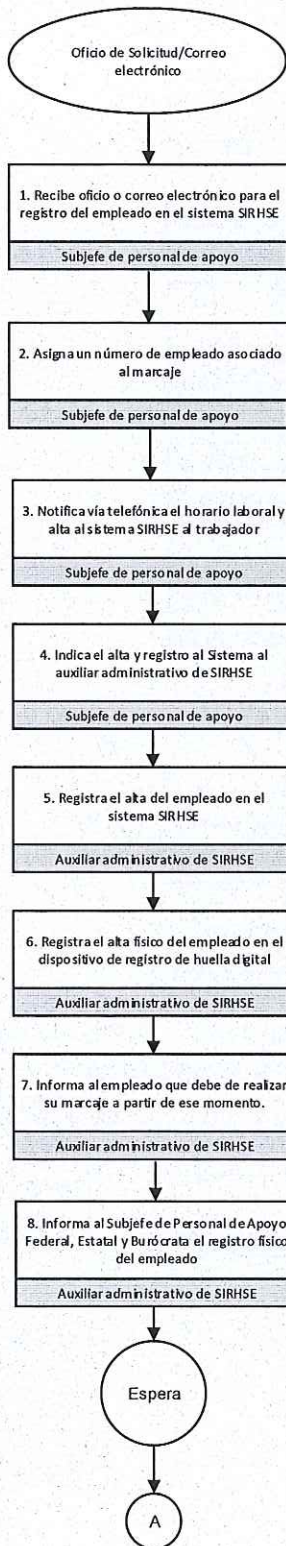 Oficio de Solicitud/Correo
electrónico
1. Recibe oficio o correo electrónico para el
registro del empleado en el sistema SIRHSE
Subjefe de personal de apoyo
2. Asigna un número de empleado asociado
al marcaje
Subjefe de personal de apoyo
3. Notifica vía telefónica el horario laboral y
alta al sistema SIRHSE al trabajador
Subjefe de personal de apoyo
4. Indica el alta y registro al Sistema al
auxiliar administrativo de SIRHSE
Subjefe de personal de apoyo
5. Registra el alta del empleado en el
sistema SIRHSE
Auxiliar administrativo de SIRHSE
6. Registra el alta físico del empleado en el
dispositivo de registro de huella digital
Auxiliar administrativo de SIRHSE
7. Informa al empleado que debe de realizar
su marcaje a partir de ese momento.
Auxiliar administrativo de SIRHSE
8. Informa al Subjefe de Personal de Apoyo
Federal, Estatal y Burócrata el registro físico
del empleado
Auxiliar administrativo de SIRHSE
Espera
A